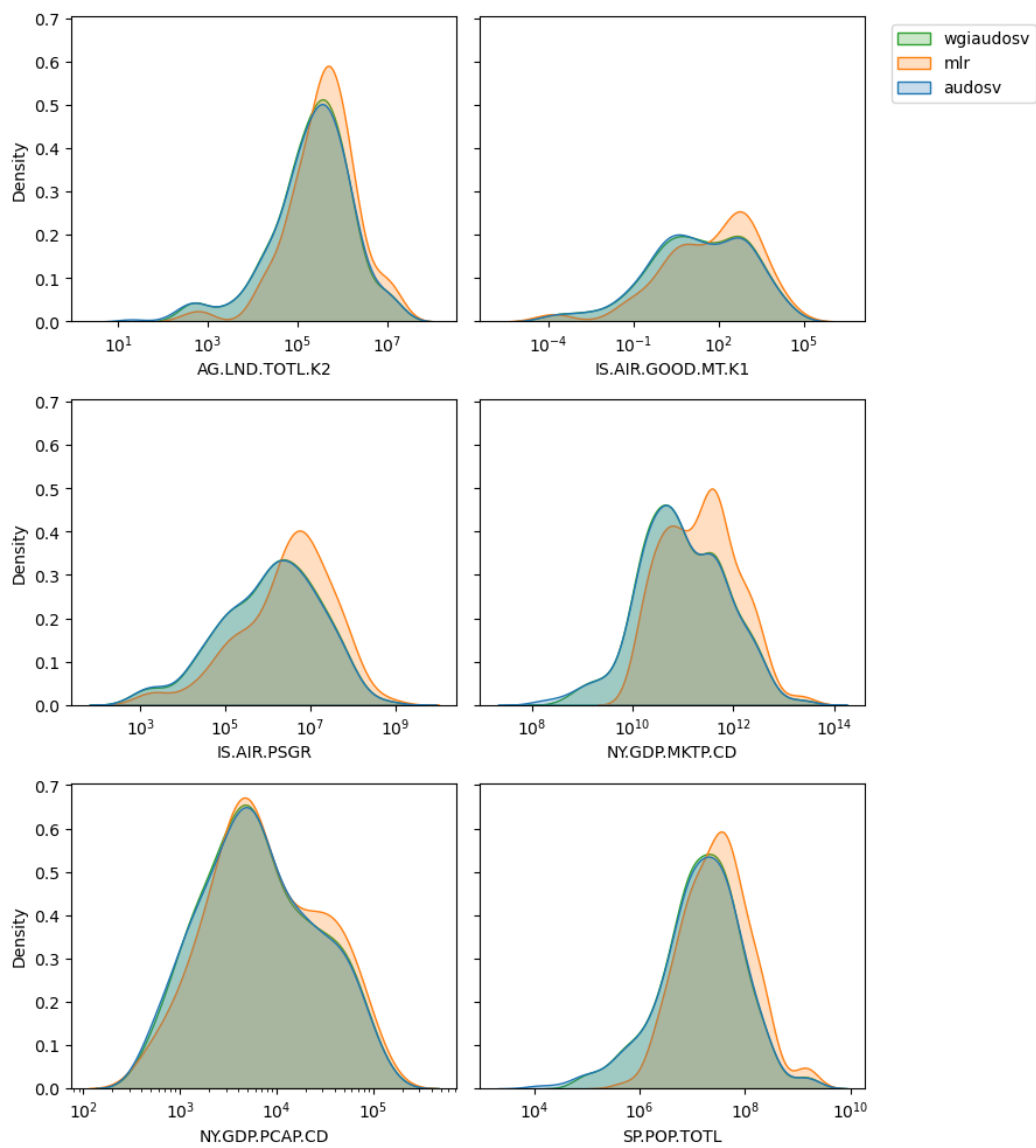 0.7
0.6
0.5
0.4
0.3
0.2
0.1
0.0
Density
10¹ 10³ 10⁵ 10⁷
AG.LND.TOTL.K2
10⁻⁴ 10⁻¹ 10² 10⁵
IS.AIR.GOOD.MT.K1
wgiaudosv
mlr
audosv
0.7
0.6
0.5
0.4
0.3
0.2
0.1
0.0
Density
10³ 10⁵ 10⁷ 10⁹
IS.AIR.PSGR
10⁸ 10¹⁰ 10¹² 10¹⁴
NY.GDP.MKTP.CD
0.7
0.6
0.5
0.4
0.3
0.2
0.1
0.0
Density
10² 10³ 10⁴ 10⁵
NY.GDP.PCAP.CD
10⁴ 10⁶ 10⁸ 10¹⁰
SP.POP.TOTL